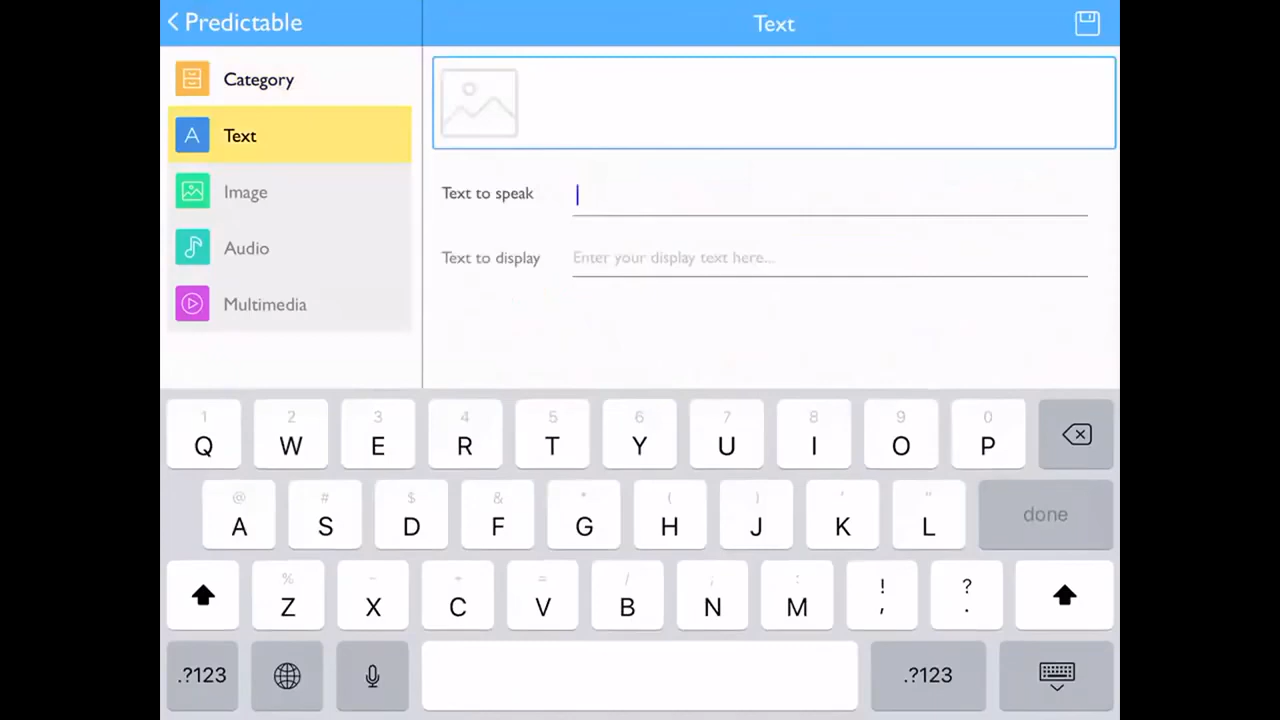 Predictable
Text
Category
Text
Image
Audio
Multimedia
Text to speak
Text to display Enter your display text here...
1 2 3 4 5 6 7 8 9 0
Q W E R T Y U I O P
@ # $ & * ( ) ' "
A S D F G H J K L done
% - + = / ; : ! ?
Z X C V B N M , .
.?123 .?123